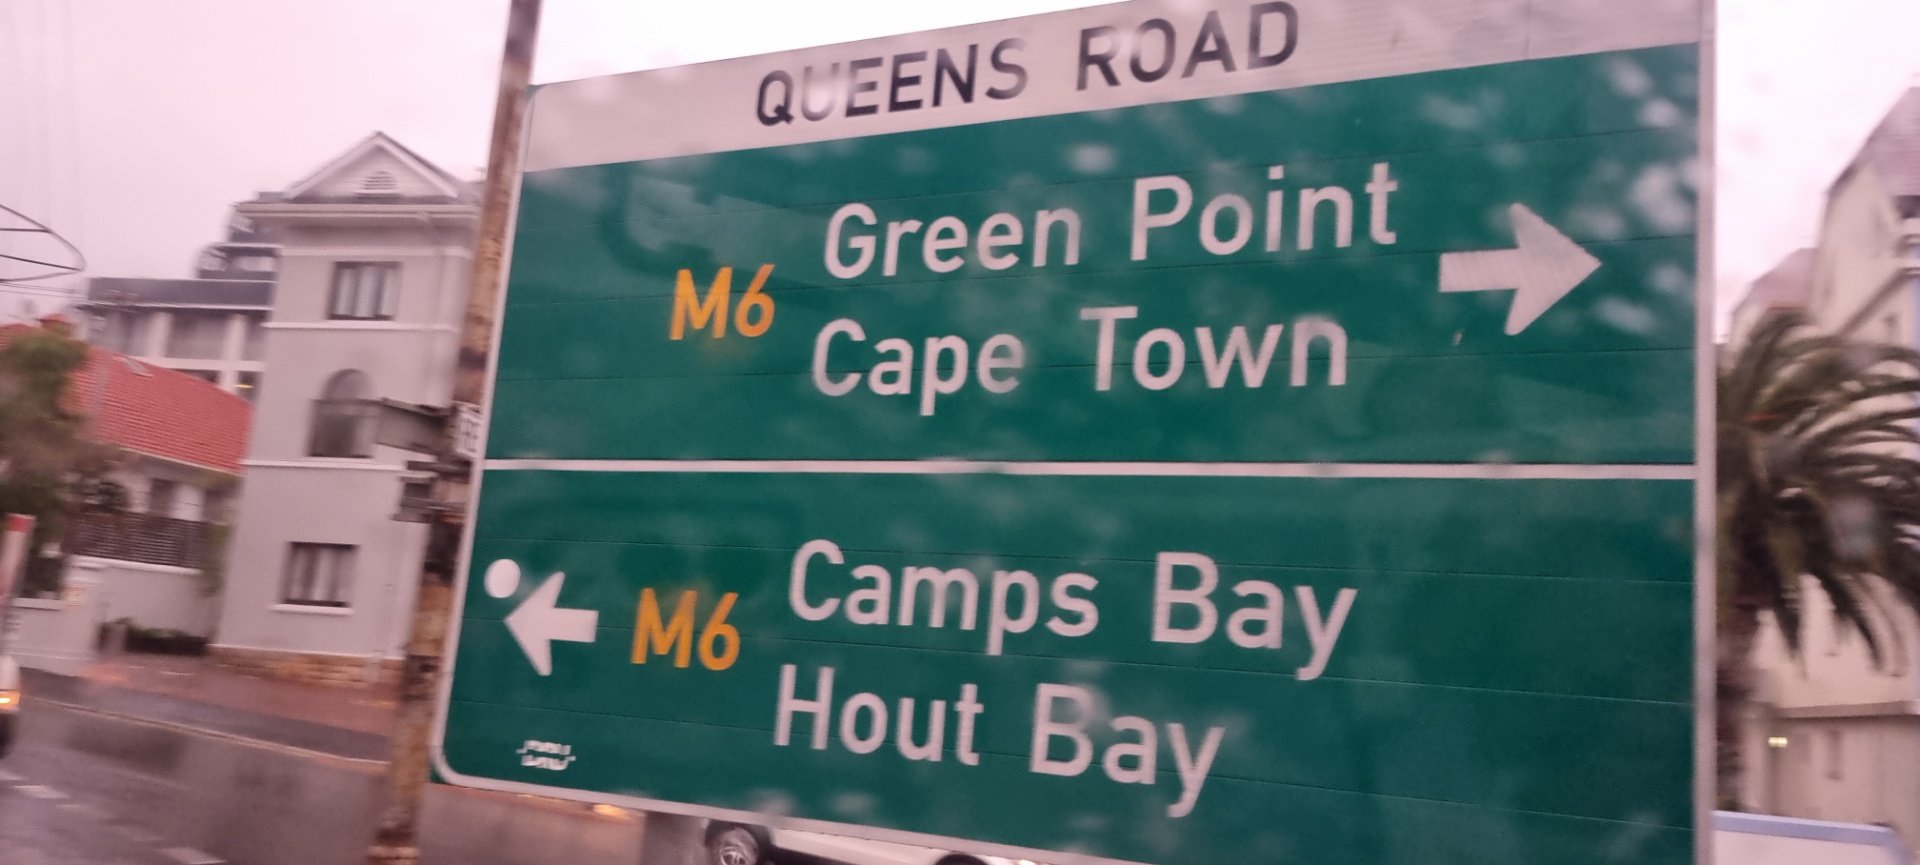 QUEENS ROAD
Green Point
M6
Cape Town
Camps Bay
M6
Hout Bay